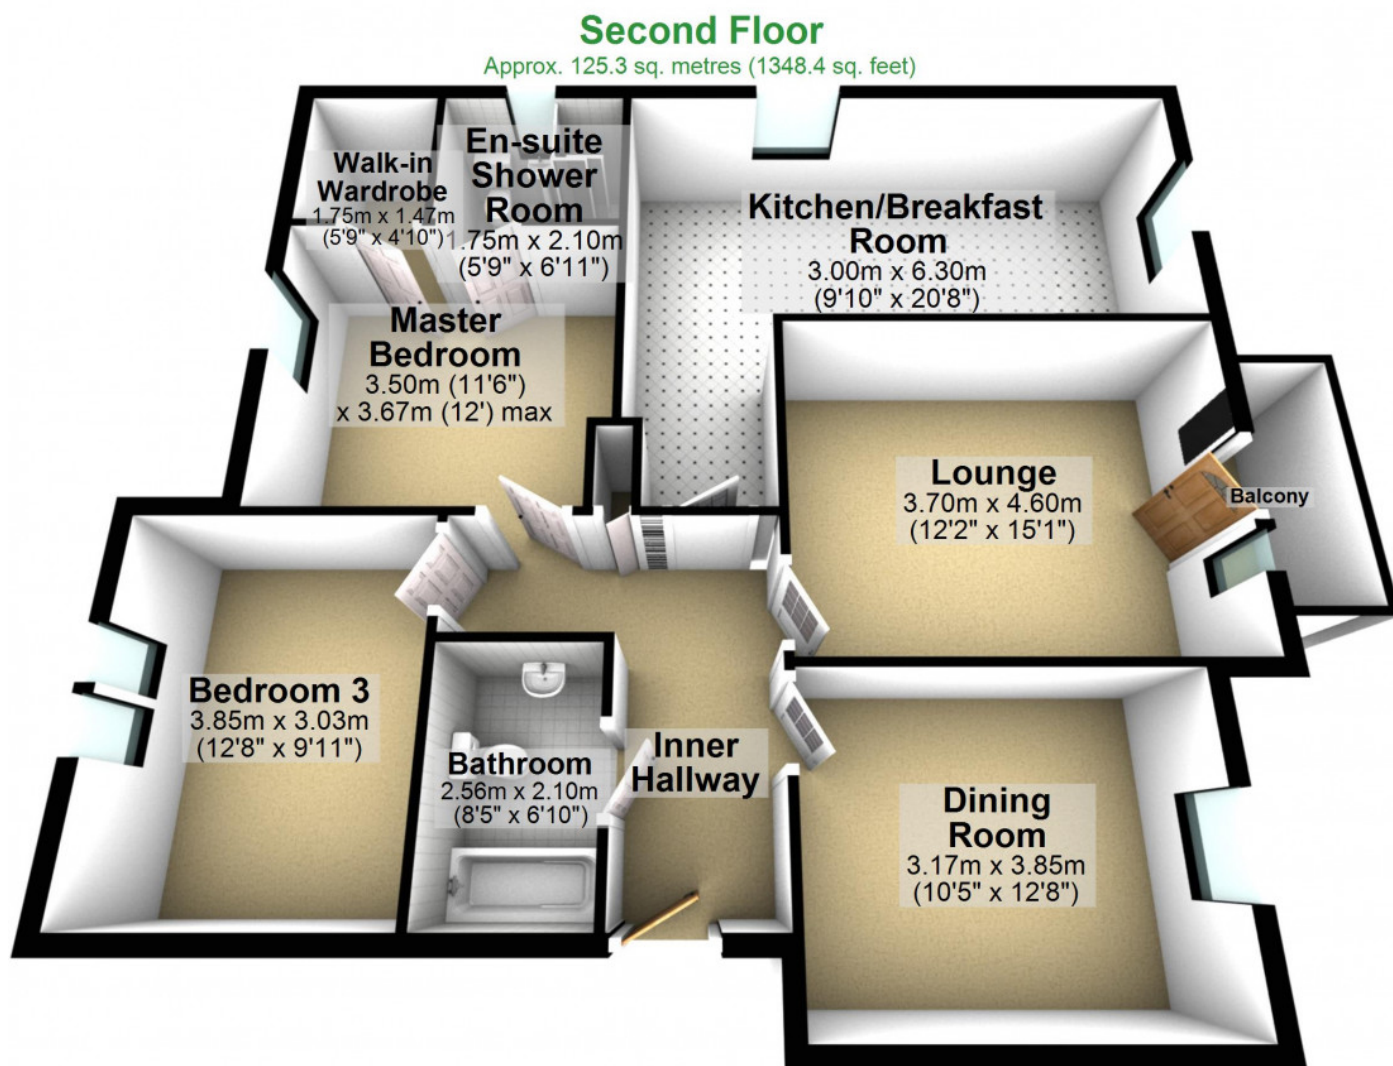 Second Floor
Approx. 125.3 sq. metres (1348.4 sq. feet)
Walk-in
Wardrobe
1.75m x 1.47m
(5'9" x 4'10")
En-suite
Shower
Room
1.75m x 2.10m
(5'9" x 6'11")
Kitchen/Breakfast
Room
3.00m x 6.30m
(9'10" x 20'8")
Master
Bedroom
3.50m (11'6")
x 3.67m (12') max
Lounge
3.70m x 4.60m
(12'2" x 15'1")
Balcony
Bedroom 3
3.85m x 3.03m
(12'8" x 9'11")
Bathroom
2.56m x 2.10m
(8'5" x 6'10")
Inner
Hallway
Dining
Room
3.17m x 3.85m
(10'5" x 12'8")